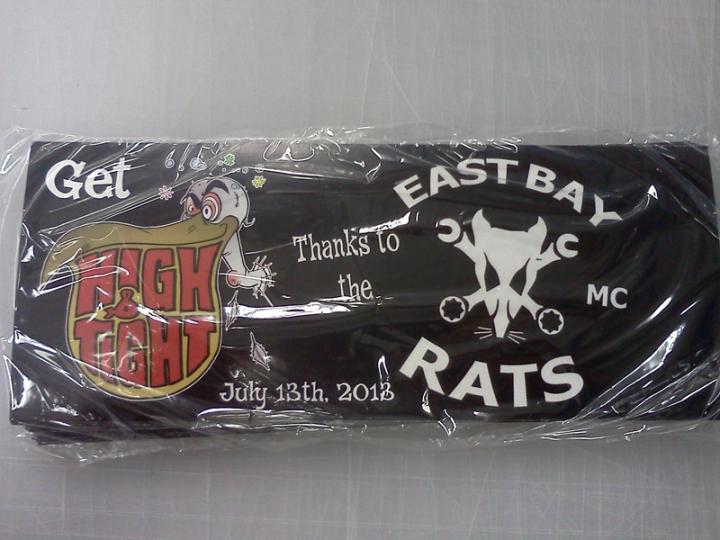 Get
HIGH
&
TIGHT
Thanks to
the
July 13th, 2013
EAST BAY
MC
RATS